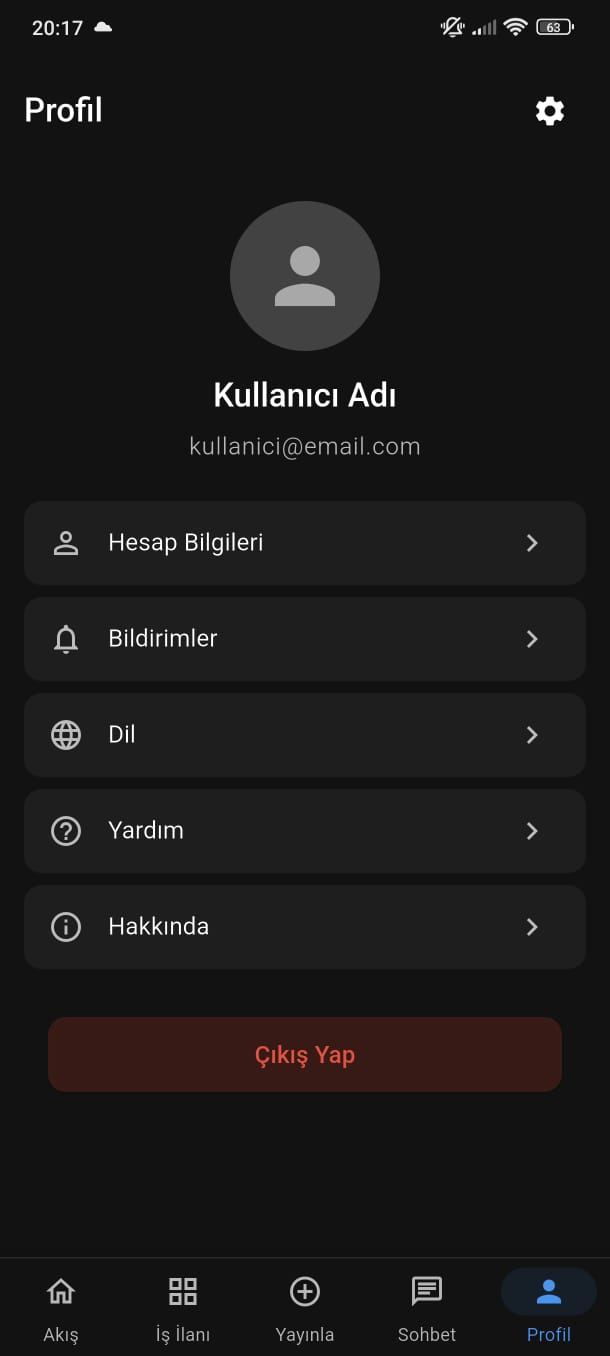 20:17
63
Profil
Kullanıcı Adı
kullanici@email.com
Hesap Bilgileri
Bildirimler
Dil
Yardım
Hakkında
Çıkış Yap
Akış
İş İlanı
Yayınla
Sohbet
Profil